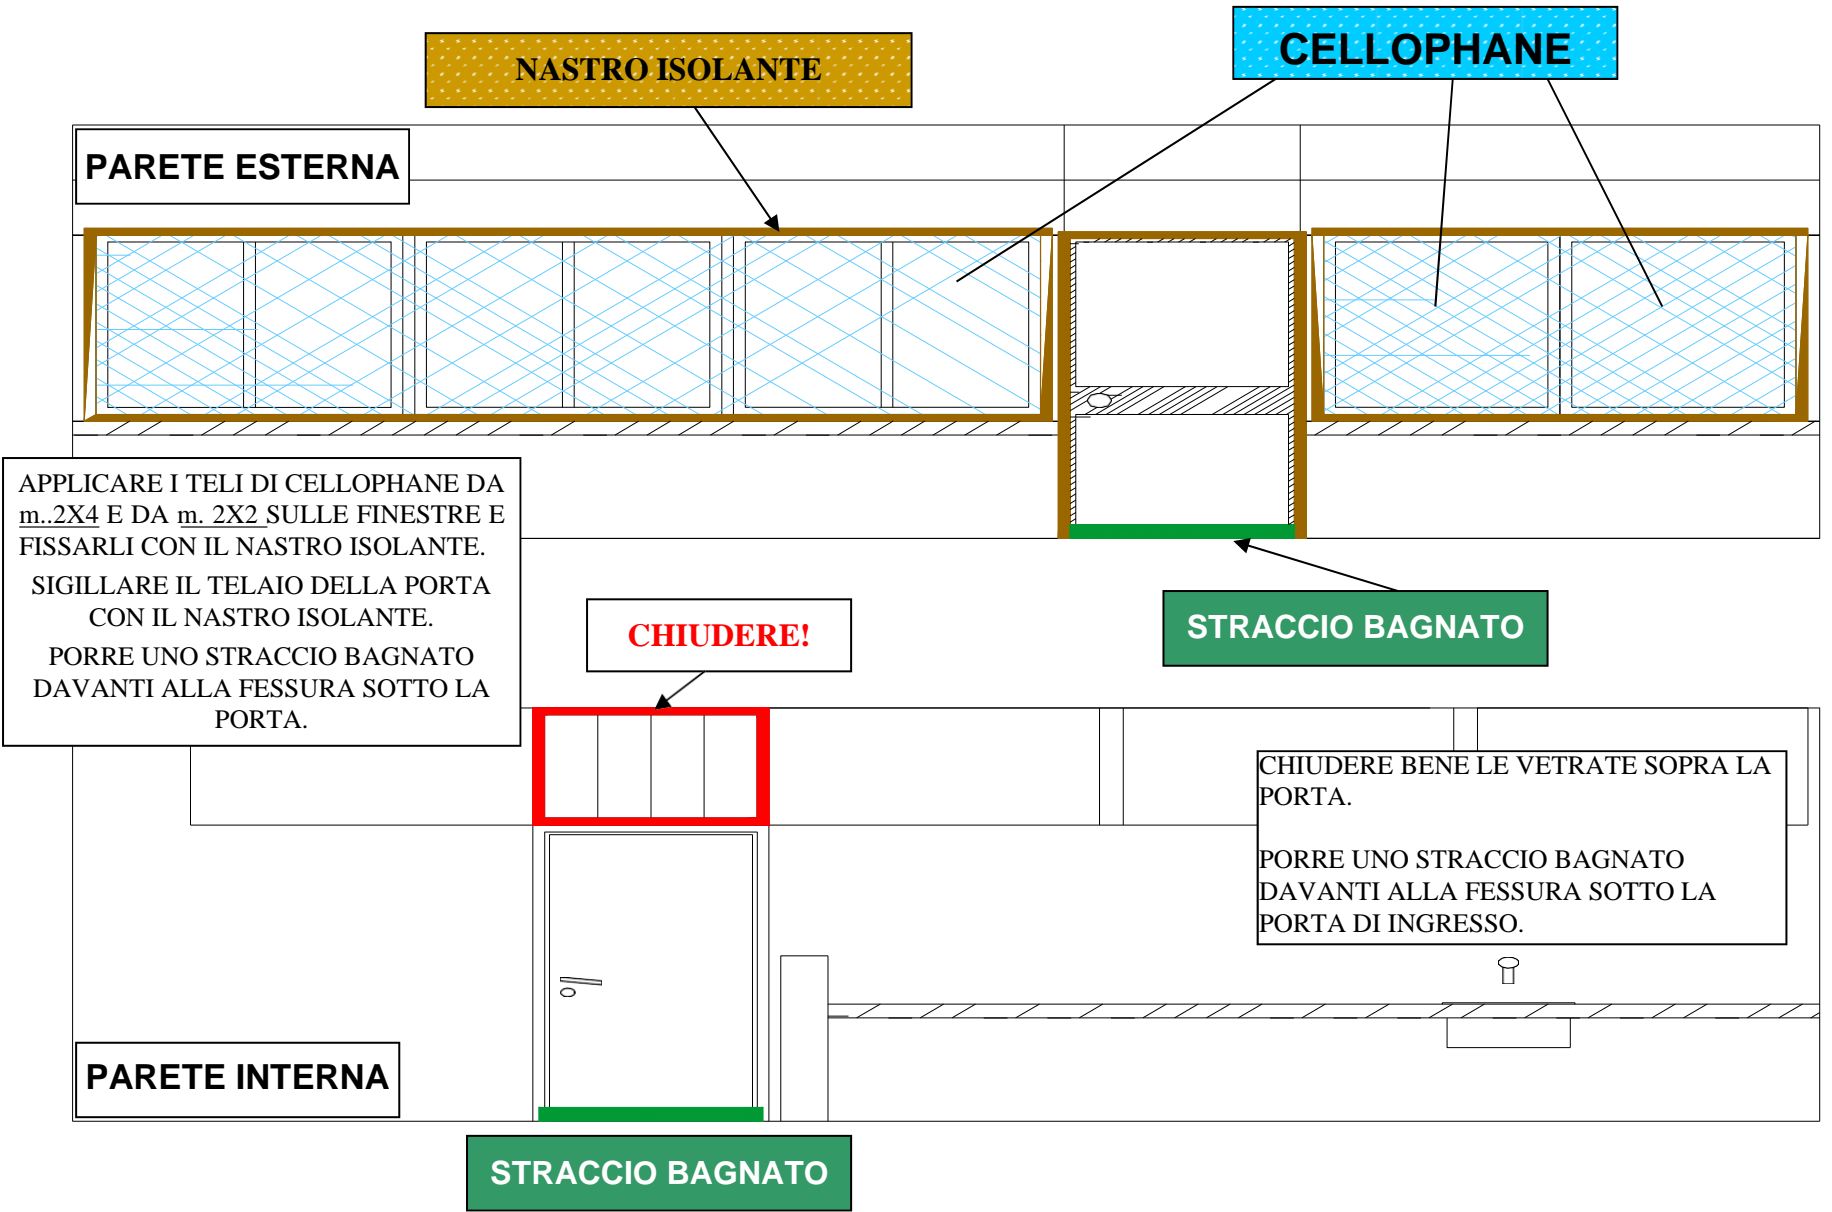 CELLOPHANE
NASTRO ISOLANTE
PARETE ESTERNA
APPLICARE I TELI DI CELLOPHANE DA
m..2X4 E DA m. 2X2 SULLE FINESTRE E
FISSARLI CON IL NASTRO ISOLANTE.
SIGILLARE IL TELAIO DELLA PORTA
CON IL NASTRO ISOLANTE.
PORRE UNO STRACCIO BAGNATO
DAVANTI ALLA FESSURA SOTTO LA
PORTA.
CHIUDERE!
STRACCIO BAGNATO
CHIUDERE BENE LE VETRATE SOPRA LA
PORTA.
PORRE UNO STRACCIO BAGNATO
DAVANTI ALLA FESSURA SOTTO LA
PORTA DI INGRESSO.
PARETE INTERNA
STRACCIO BAGNATO